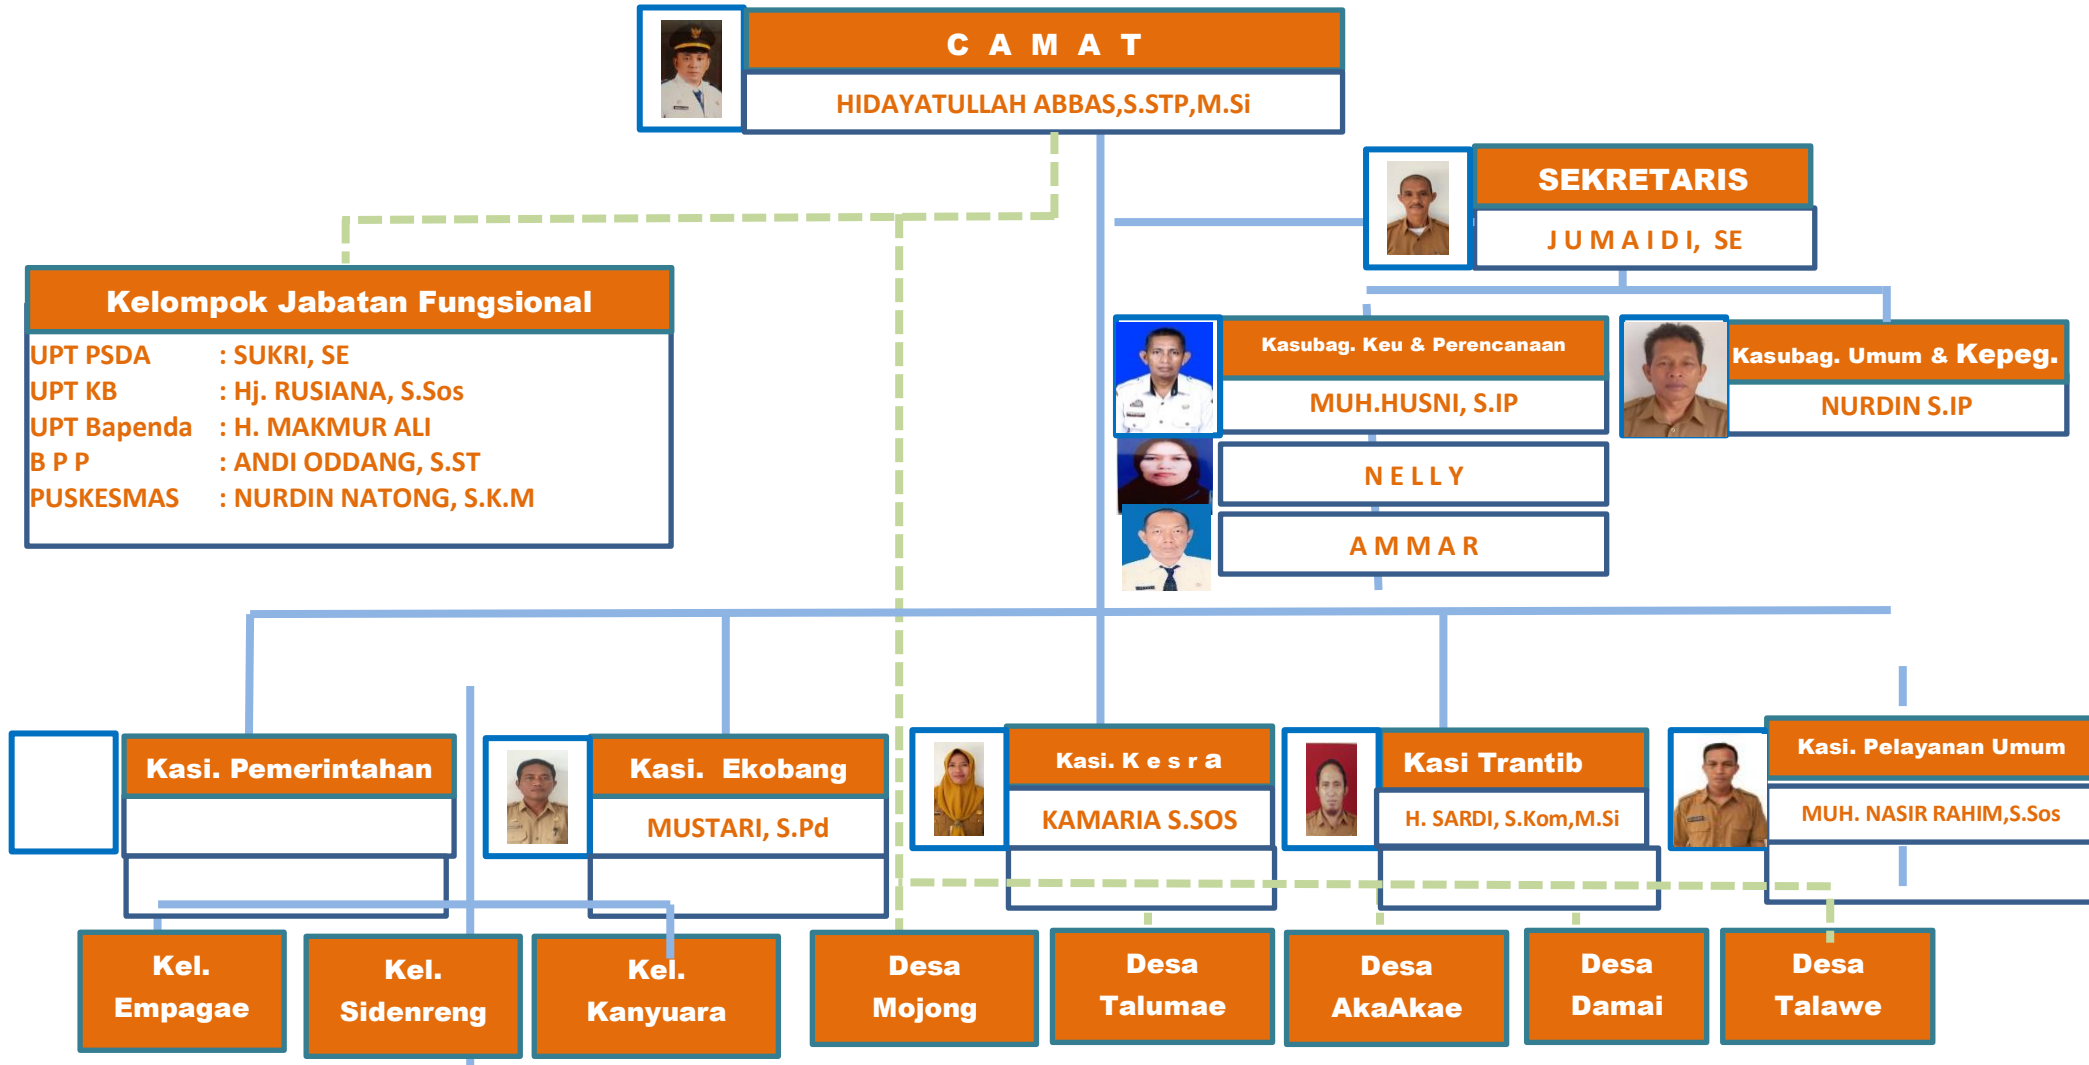 C A M A T
HIDAYATULLAH ABBAS,S.STP,M.Si
SEKRETARIS
J U M A I D I, SE
Kelompok Jabatan Fungsional
UPT PSDA : SUKRI, SE
UPT KB : Hj. RUSIANA, S.Sos
UPT Bapenda : H. MAKMUR ALI
B P P : ANDI ODDANG, S.ST
PUSKESMAS : NURDIN NATONG, S.K.M
Kasubag. Keu & Perencanaan
MUH.HUSNI, S.IP
N E L L Y
A M M A R
Kasubag. Umum & Kepeg.
NURDIN S.IP
Kasi. Pemerintahan
Kasi. Ekobang
MUSTARI, S.Pd
Kasi. K e s r a
KAMARIA S.SOS
Kasi Trantib
H. SARDI, S.Kom,M.Si
Kasi. Pelayanan Umum
MUH. NASIR RAHIM,S.Sos
Kel.
Empagae
Kel.
Sidenreng
Kel.
Kanyuara
Desa
Mojong
Desa
Talumae
Desa
AkaAkae
Desa
Damai
Desa
Talawe